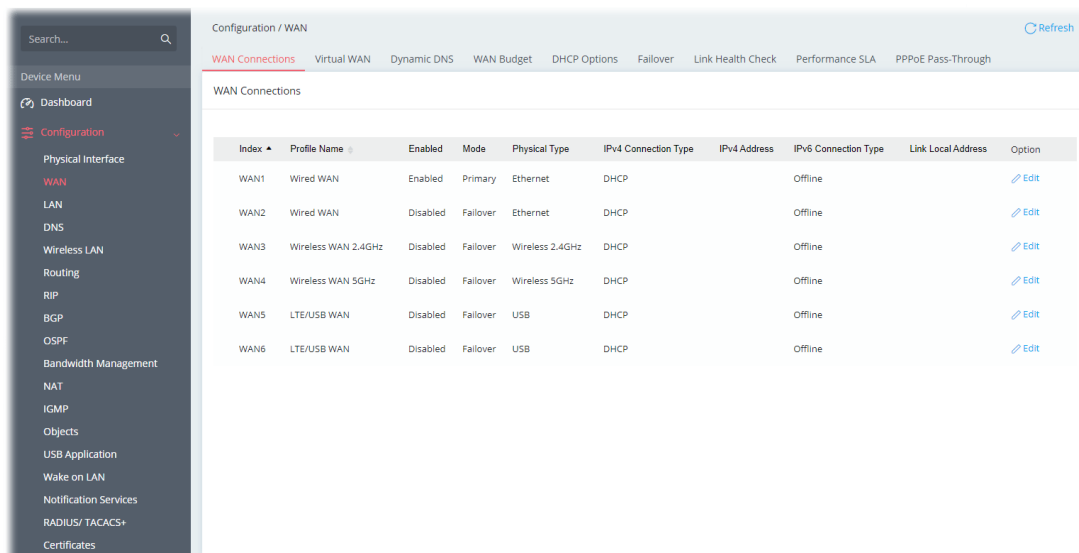 Search...
Device Menu
Dashboard
Configuration
Physical Interface
WAN
LAN
DNS
Wireless LAN
Routing
RIP
BGP
OSPF
Bandwidth Management
NAT
IGMP
Objects
USB Application
Wake on LAN
Notification Services
RADIUS/ TACACS+
Certificates
Configuration / WAN
Refresh
WAN Connections Virtual WAN Dynamic DNS WAN Budget DHCP Options Failover Link Health Check Performance SLA PPPoE Pass-Through
WAN Connections
Index Profile Name Enabled Mode Physical Type IPv4 Connection Type IPv4 Address IPv6 Connection Type Link Local Address Option
WAN1 Wired WAN Enabled Primary Ethernet DHCP Offline Edit
WAN2 Wired WAN Disabled Failover Ethernet DHCP Offline Edit
WAN3 Wireless WAN 2.4GHz Disabled Failover Wireless 2.4GHz DHCP Offline Edit
WAN4 Wireless WAN 5GHz Disabled Failover Wireless 5GHz DHCP Offline Edit
WAN5 LTE/USB WAN Disabled Failover USB DHCP Offline Edit
WAN6 LTE/USB WAN Disabled Failover USB DHCP Offline Edit